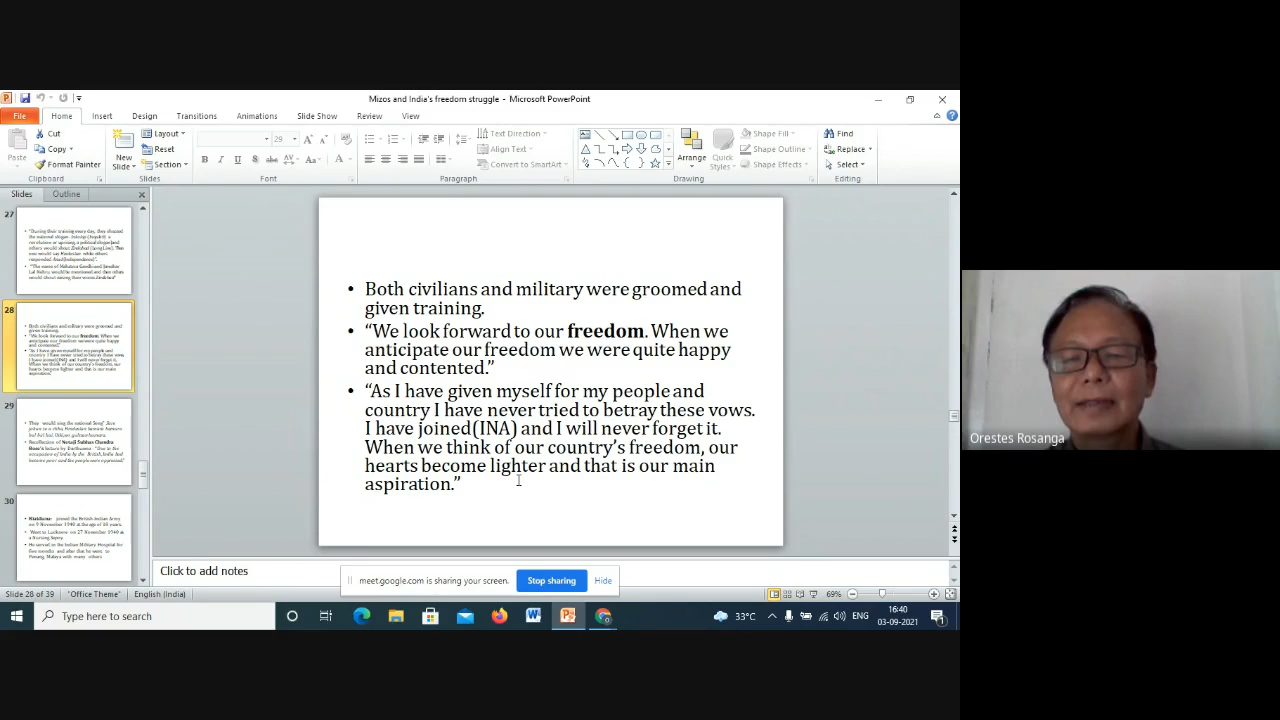 Mizos and India's freedom struggle - Microsoft PowerPoint
File Home Insert Design Transitions Animations Slide Show Review View
Cut
Copy
Format Painter
Paste
Clipboard
New Slide
Layout
Reset
Section
Slides
29
Font
Text Direction
Align Text
Convert to SmartArt
Paragraph
Arrange
Quick Styles
Shape Fill
Shape Outline
Shape Effects
Drawing
Find
Replace
Select
Editing
Slides Outline
27
28
29
30
• Both civilians and military were groomed and
given training.
• “We look forward to our freedom. When we
anticipate our freedom we were quite happy
and contented.”
• “As I have given myself for my people and
country I have never tried to betray these vows.
I have joined(INA) and I will never forget it.
When we think of our country’s freedom, our
hearts become lighter and that is our main
aspiration.”
Click to add notes
meet.google.com is sharing your screen. Stop sharing Hide
Slide 28 of 39 "Office Theme" English (India) 69%
Type here to search
33°C ENG 16:40
03-09-2021
Orestes Rosanga